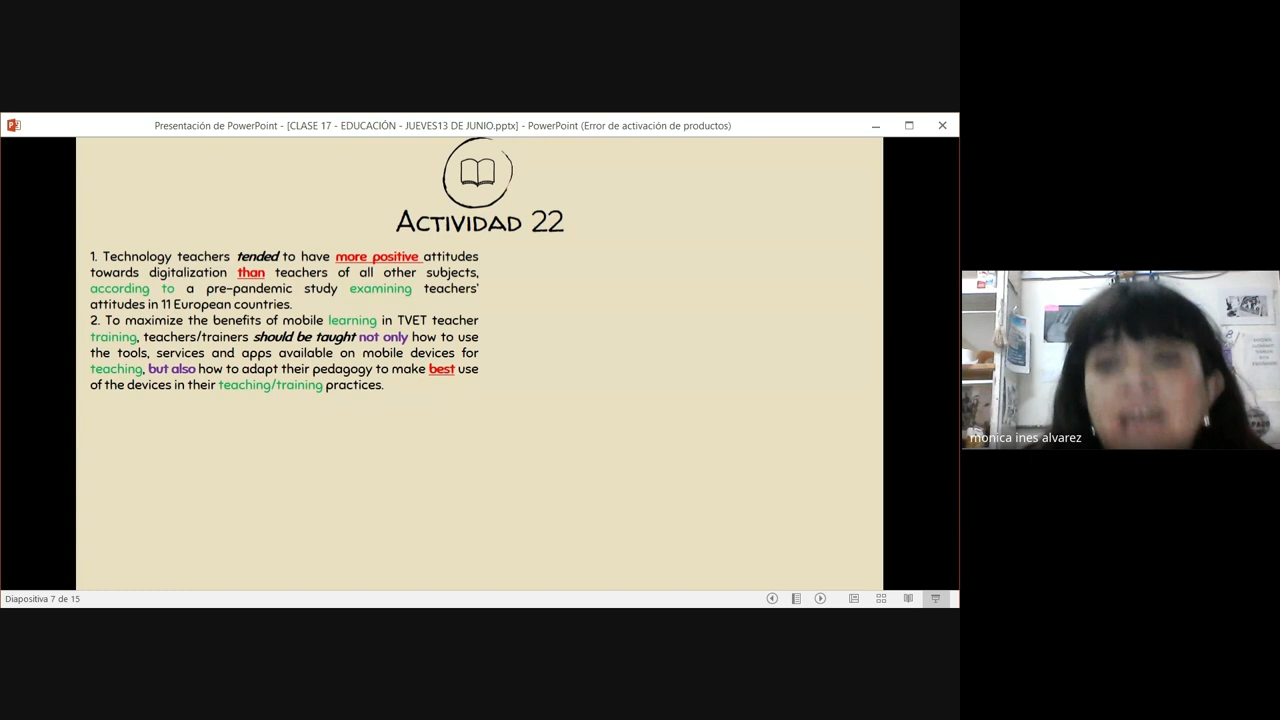 Presentación de PowerPoint - [CLASE 17 - EDUCACIÓN - JUEVES13 DE JUNIO.pptx] - PowerPoint (Error de activación de productos)
ACTIVIDAD 22
1. Technology teachers tended to have more positive attitudes
towards digitalization than teachers of all other subjects,
according to a pre-pandemic study examining teachers'
attitudes in 11 European countries.
2. To maximize the benefits of mobile learning in TVET teacher
training, teachers/trainers should be taught not only how to use
the tools, services and apps available on mobile devices for
teaching, but also how to adapt their pedagogy to make best use
of the devices in their teaching/training practices.
monica ines alvarez
Diapositiva 7 de 15